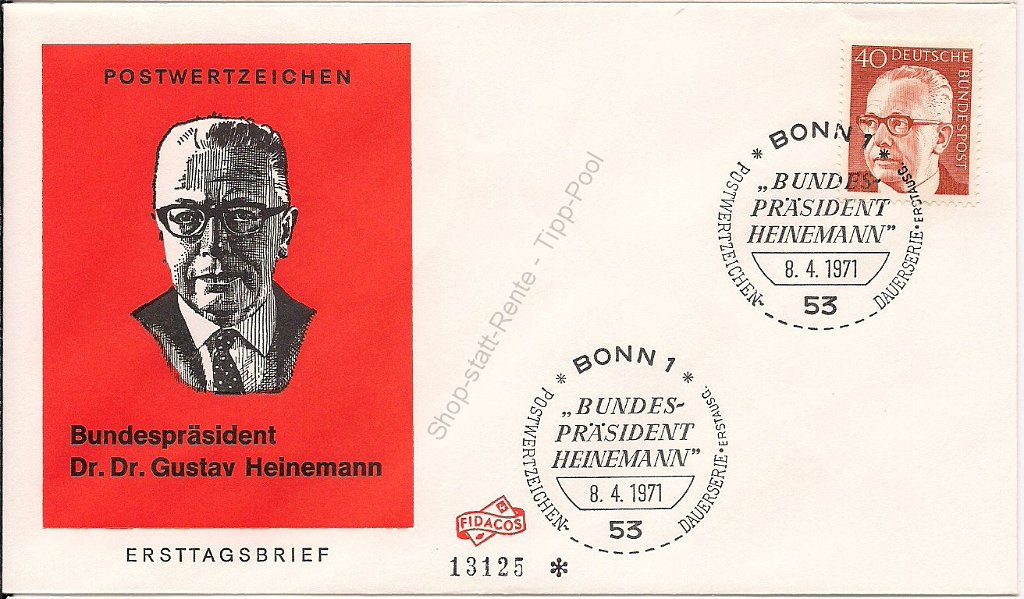 POSTWERTZEICHEN
Bundespräsident
Dr. Dr. Gustav Heinemann
ERSTTAGSBRIEF
40 DEUTSCHE BUNDESPOST
* BONN 1 *
„BUNDES-
PRÄSIDENT
HEINEMANN”
8. 4. 1971
53
POSTWERTZEICHEN-
DAUERSERIE • ERSTAUSG.
* BONN 1 *
„BUNDES-
PRÄSIDENT
HEINEMANN”
8. 4. 1971
53
POSTWERTZEICHEN-
DAUERSERIE • ERSTAUSG.
FIDACOS
13125 *
Shop-statt-Rente - Tipp-Pool